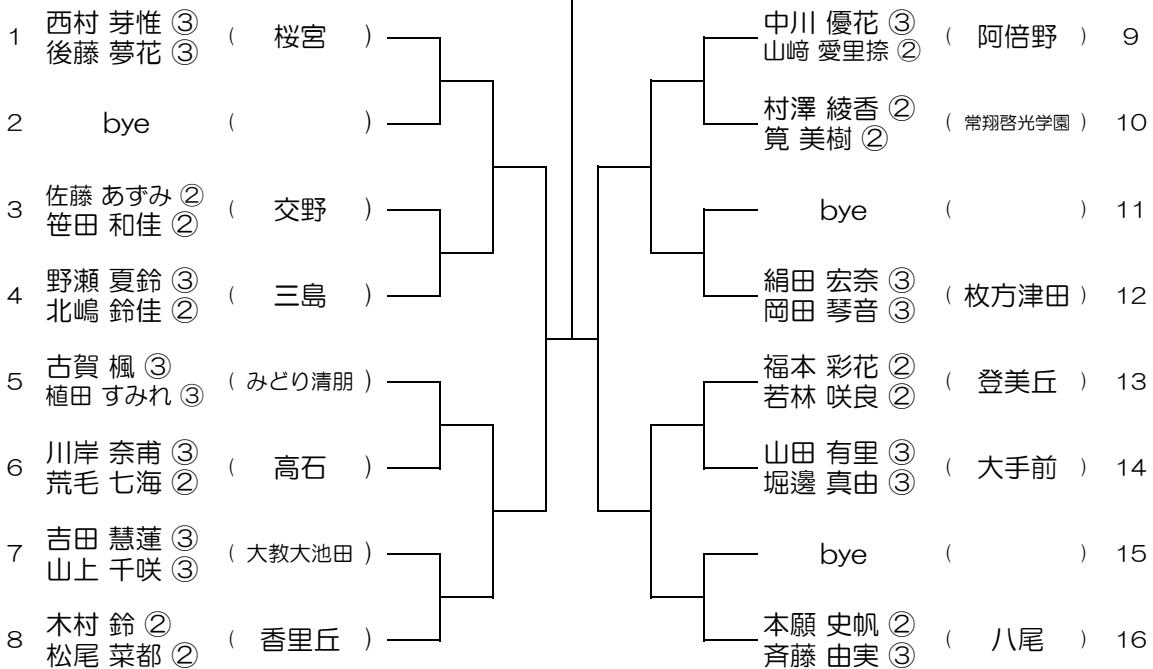 1 西村 芽惟 ③
後藤 夢花 ③ ( 桜宮 )
2 bye ( )
3 佐藤 あずみ ②
笹田 和佳 ② ( 交野 )
4 野瀬 夏鈴 ③
北嶋 鈴佳 ② ( 三島 )
5 古賀 楓 ③
植田 すみれ ③ ( みどり清朋 )
6 川岸 奈甫 ③
荒毛 七海 ② ( 高石 )
7 吉田 慧蓮 ③
山上 千咲 ③ ( 大教大池田 )
8 木村 鈴 ②
松尾 菜都 ② ( 香里丘 )
中川 優花 ③
山﨑 愛里捺 ② ( 阿倍野 ) 9
村澤 綾香 ②
筧 美樹 ② ( 常翔啓光学園 ) 10
bye ( ) 11
絹田 宏奈 ③
岡田 琴音 ③ ( 枚方津田 ) 12
福本 彩花 ②
若林 咲良 ② ( 登美丘 ) 13
山田 有里 ③
堀邊 真由 ③ ( 大手前 ) 14
bye ( ) 15
本願 史帆 ②
斉藤 由実 ③ ( 八尾 ) 16